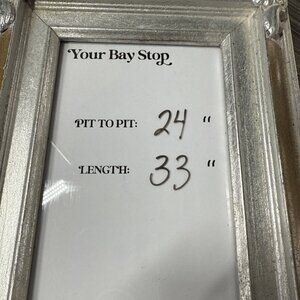 Your Bay Stop
PIT TO PIT: 24 "
LENGTH: 33 "